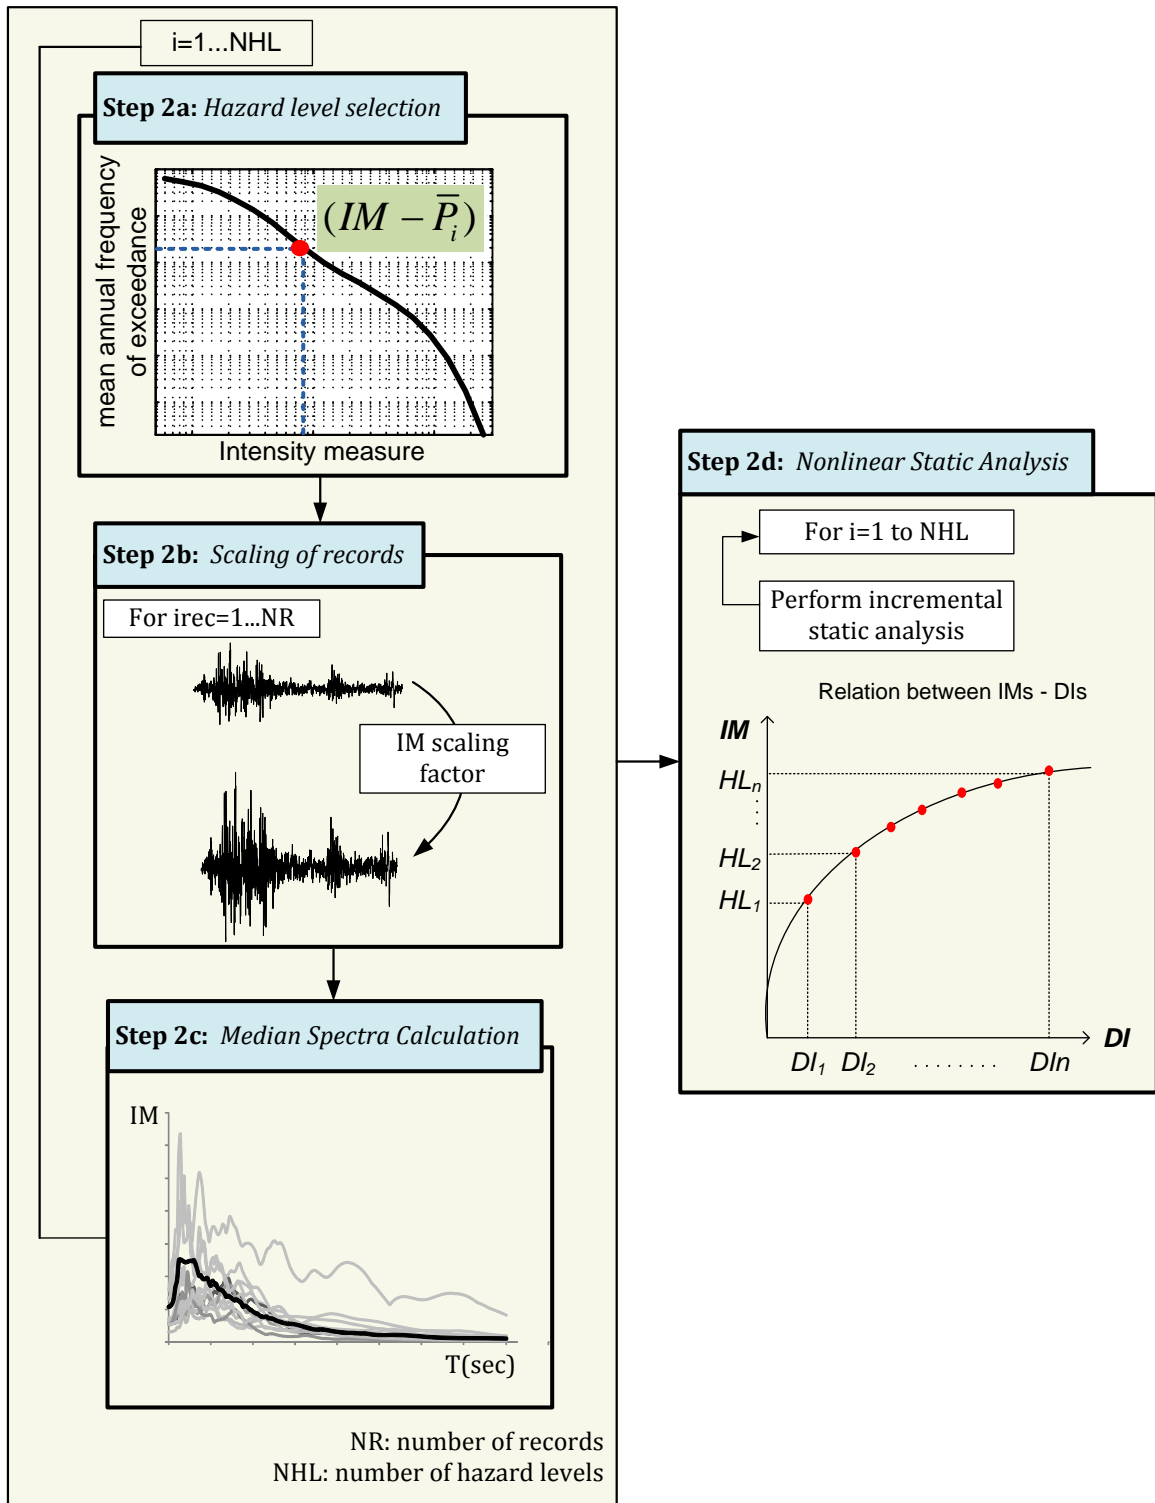 i=1...NHL
Step 2a: Hazard level selection
mean annual frequency
of exceedance
(IM − P̅i)
Intensity measure
Step 2b: Scaling of records
For irec=1...NR
IM scaling
factor
Step 2c: Median Spectra Calculation
IM
T(sec)
NR: number of records
NHL: number of hazard levels
Step 2d: Nonlinear Static Analysis
For i=1 to NHL
Perform incremental
static analysis
Relation between IMs - DIs
IM
HLn
HL2
HL1
DI
DI1 DI2 ········ DIn